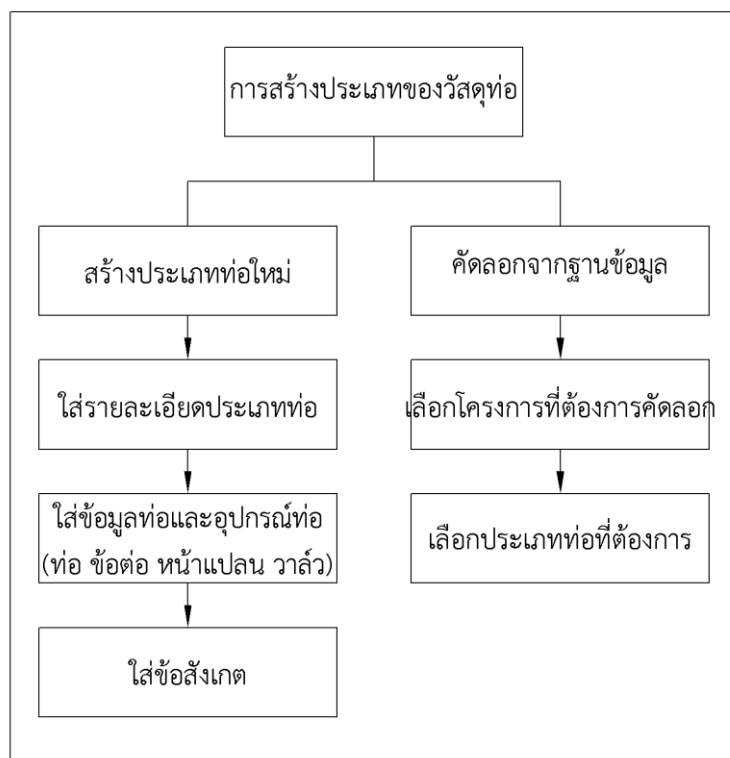 การสร้างประเภทของวัสดุท่อ
สร้างประเภทท่อใหม่
ใส่รายละเอียดประเภทท่อ
ใส่ข้อมูลท่อและอุปกรณ์ท่อ
(ท่อ ข้อต่อ หน้าแปลน วาล์ว)
ใส่ข้อสังเกต
คัดลอกจากฐานข้อมูล
เลือกโครงการที่ต้องการคัดลอก
เลือกประเภทท่อที่ต้องการ